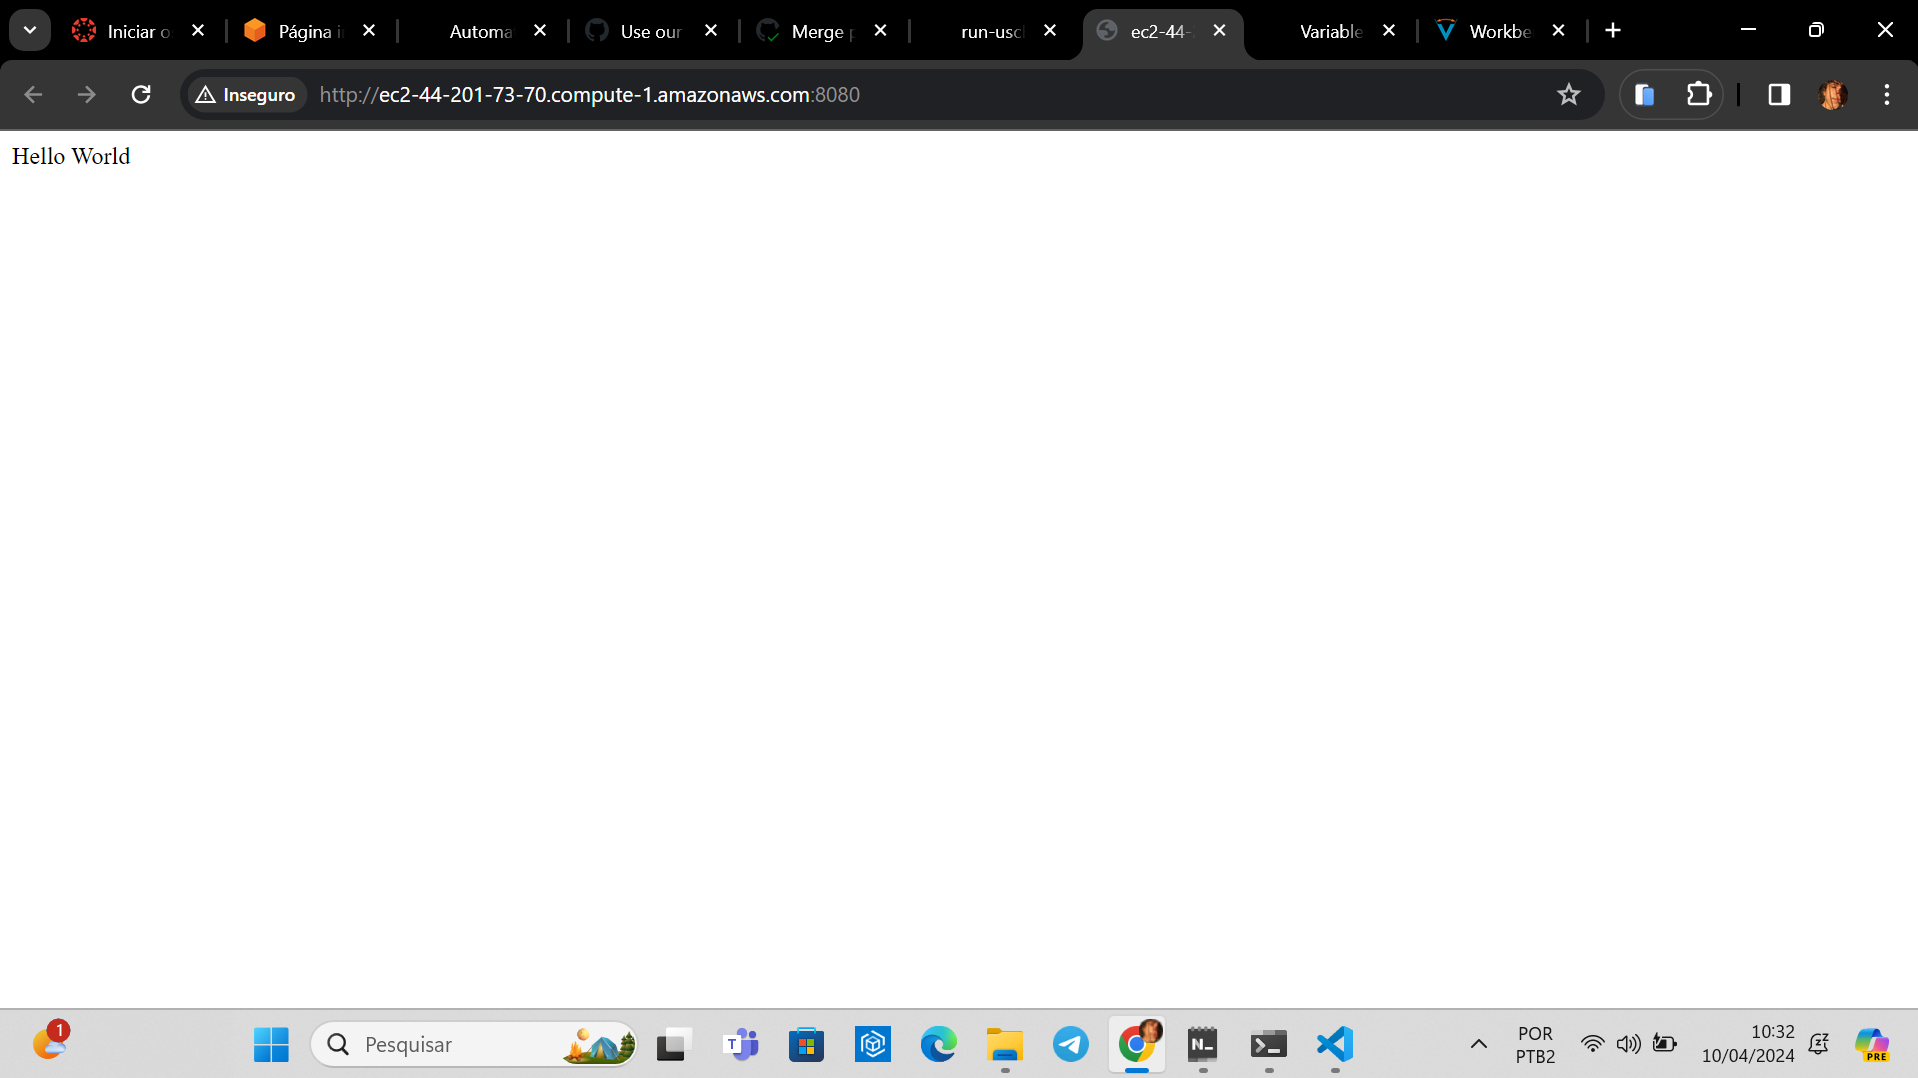 Iniciar o
Página i
Automa
Use our
Merge p
run-uscl
ec2-44-
Variable
Workbe
Inseguro
http://ec2-44-201-73-70.compute-1.amazonaws.com:8080
Hello World
1
Pesquisar
T
N_
POR
PTB2
10:32
10/04/2024
PRE